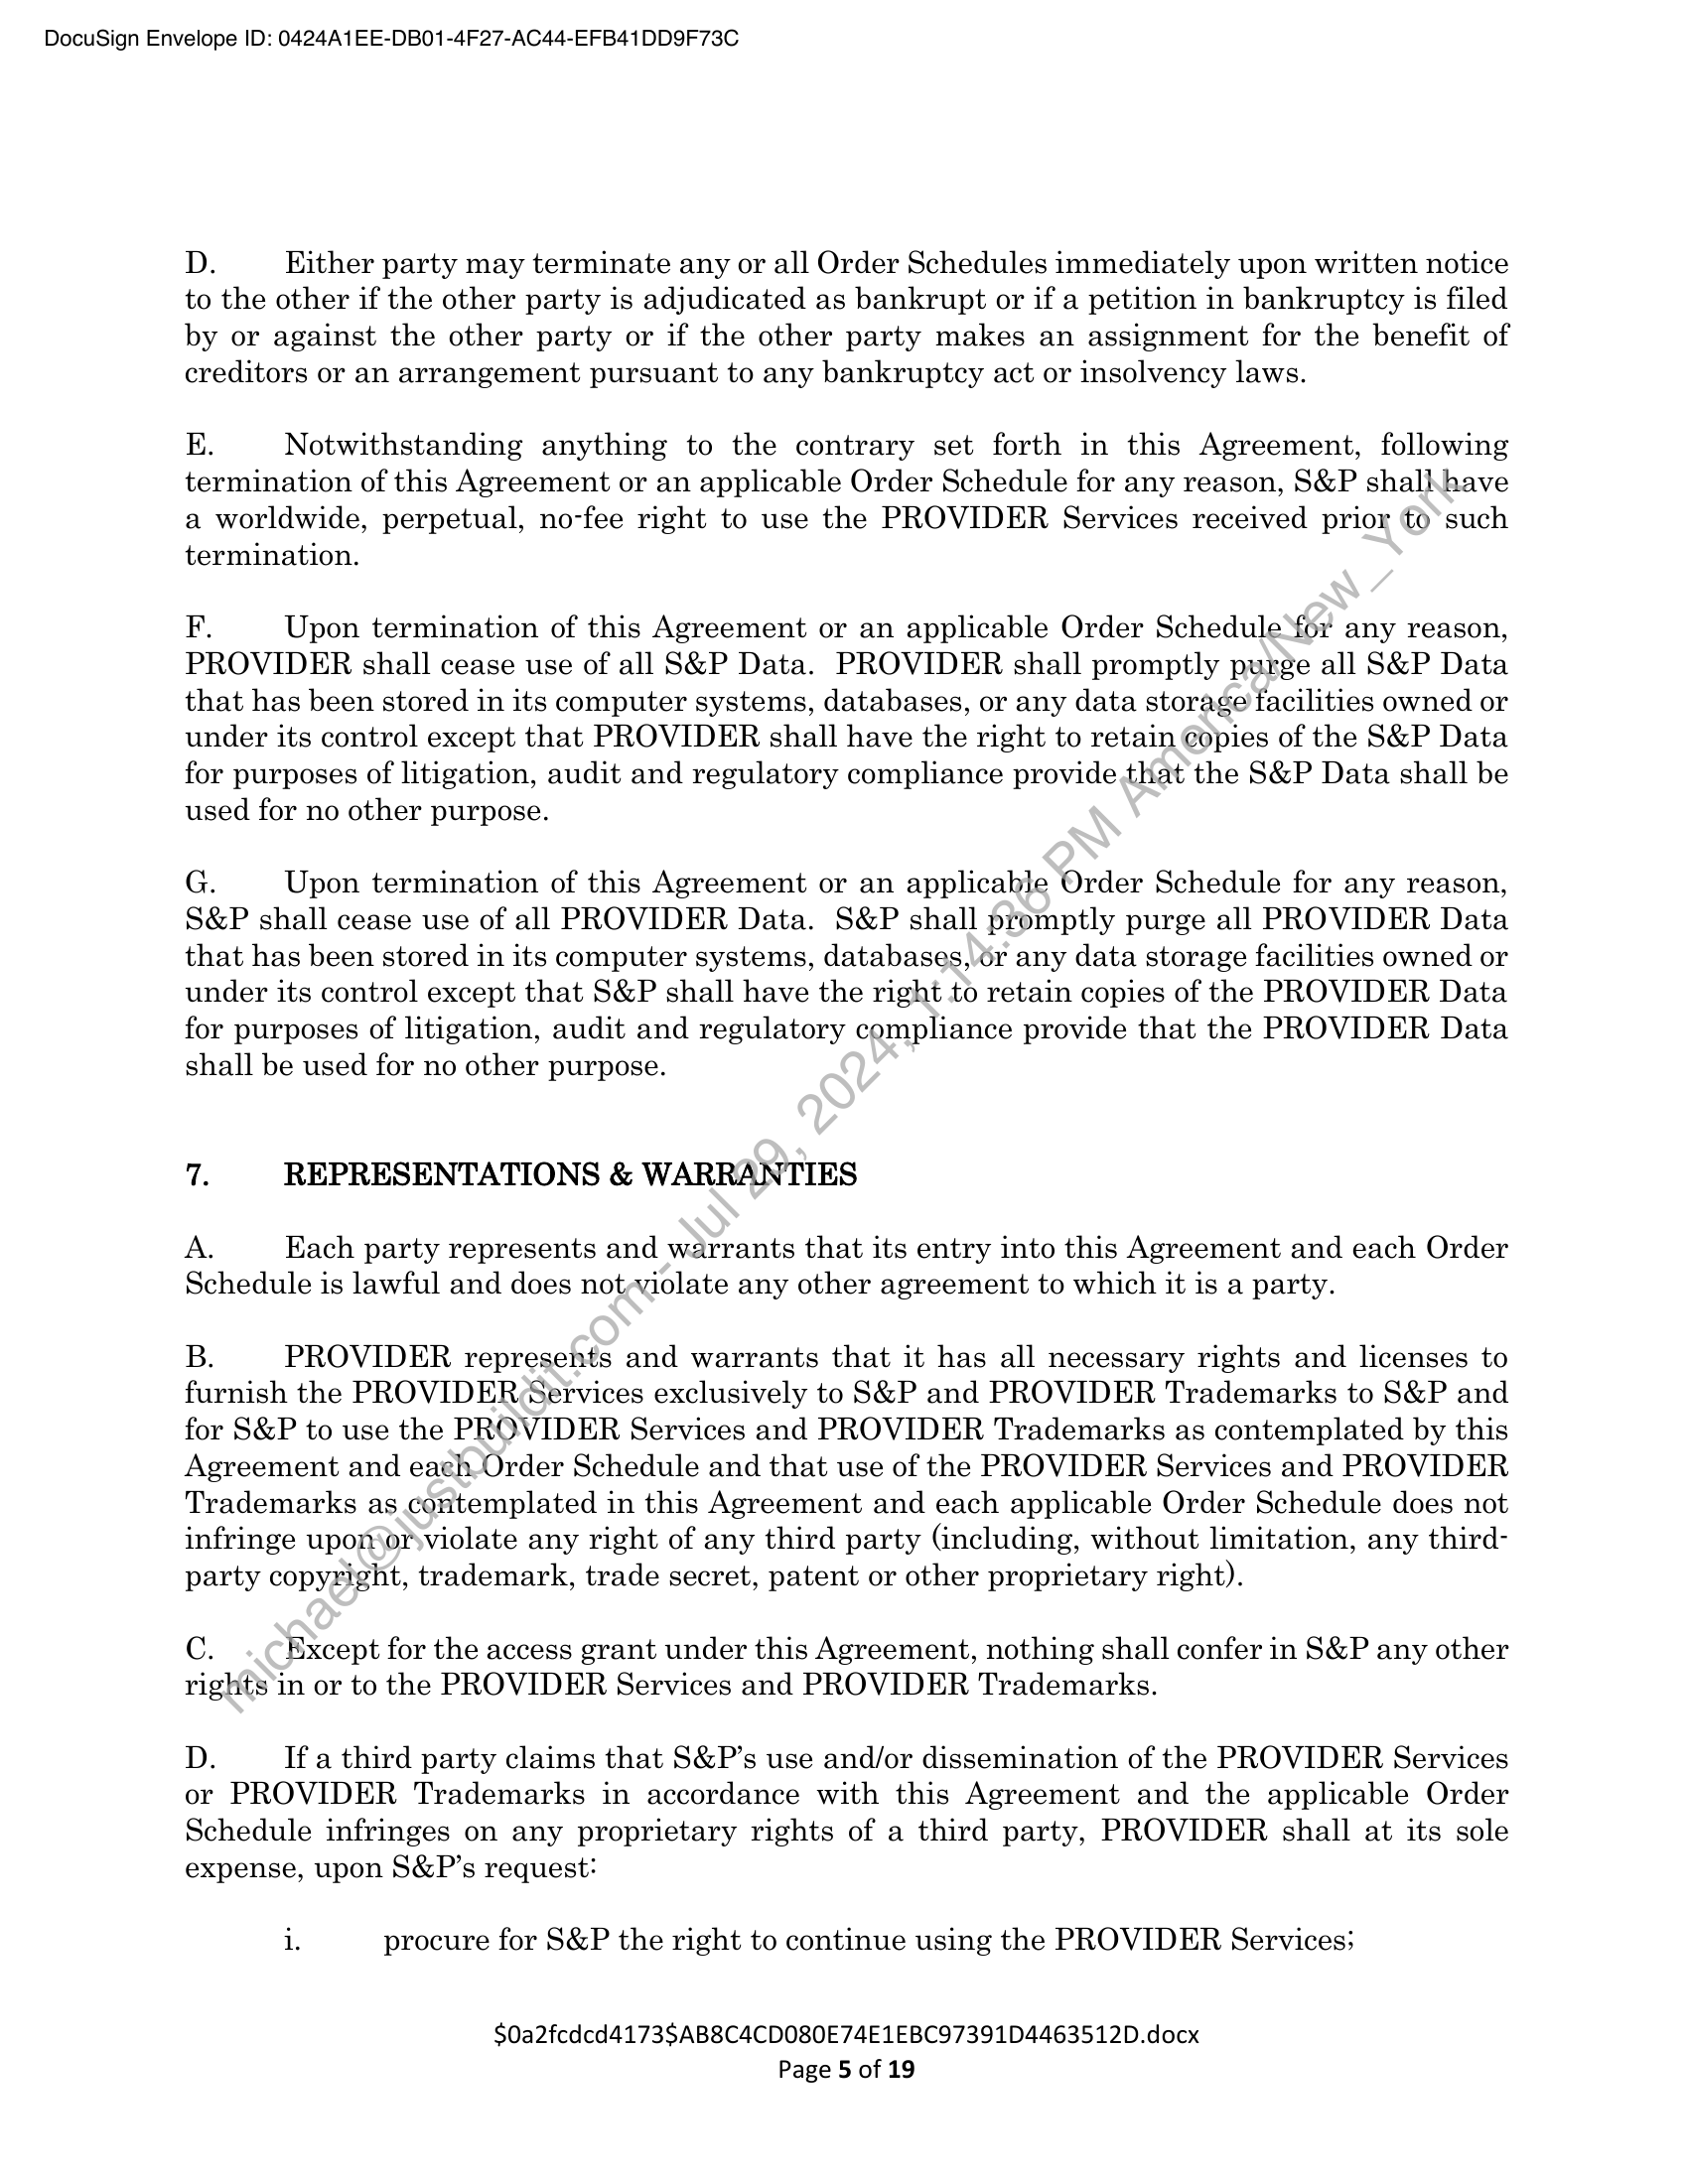 DocuSign Envelope ID: 0424A1EE-DB01-4F27-AC44-EFB41DD9F73C
D. Either party may terminate any or all Order Schedules immediately upon written notice
to the other if the other party is adjudicated as bankrupt or if a petition in bankruptcy is filed
by or against the other party or if the other party makes an assignment for the benefit of
creditors or an arrangement pursuant to any bankruptcy act or insolvency laws.
E. Notwithstanding anything to the contrary set forth in this Agreement, following
termination of this Agreement or an applicable Order Schedule for any reason, S&P shall have
a worldwide, perpetual, no-fee right to use the PROVIDER Services received prior to such
termination.
F. Upon termination of this Agreement or an applicable Order Schedule for any reason,
PROVIDER shall cease use of all S&P Data. PROVIDER shall promptly purge all S&P Data
that has been stored in its computer systems, databases, or any data storage facilities owned or
under its control except that PROVIDER shall have the right to retain copies of the S&P Data
for purposes of litigation, audit and regulatory compliance provide that the S&P Data shall be
used for no other purpose.
G. Upon termination of this Agreement or an applicable Order Schedule for any reason,
S&P shall cease use of all PROVIDER Data. S&P shall promptly purge all PROVIDER Data
that has been stored in its computer systems, databases, or any data storage facilities owned or
under its control except that S&P shall have the right to retain copies of the PROVIDER Data
for purposes of litigation, audit and regulatory compliance provide that the PROVIDER Data
shall be used for no other purpose.
7. REPRESENTATIONS & WARRANTIES
A. Each party represents and warrants that its entry into this Agreement and each Order
Schedule is lawful and does not violate any other agreement to which it is a party.
B. PROVIDER represents and warrants that it has all necessary rights and licenses to
furnish the PROVIDER Services exclusively to S&P and PROVIDER Trademarks to S&P and
for S&P to use the PROVIDER Services and PROVIDER Trademarks as contemplated by this
Agreement and each Order Schedule and that use of the PROVIDER Services and PROVIDER
Trademarks as contemplated in this Agreement and each applicable Order Schedule does not
infringe upon or violate any right of any third party (including, without limitation, any third-
party copyright, trademark, trade secret, patent or other proprietary right).
C. Except for the access grant under this Agreement, nothing shall confer in S&P any other
rights in or to the PROVIDER Services and PROVIDER Trademarks.
D. If a third party claims that S&P’s use and/or dissemination of the PROVIDER Services
or PROVIDER Trademarks in accordance with this Agreement and the applicable Order
Schedule infringes on any proprietary rights of a third party, PROVIDER shall at its sole
expense, upon S&P’s request:
i. procure for S&P the right to continue using the PROVIDER Services;
$0a2fcdcd4173$AB8C4CD080E74E1EBC97391D4463512D.docx
Page 5 of 19
michael@justbuildit.com - Jul 29, 2024, 1:14:36 PM America/New_York